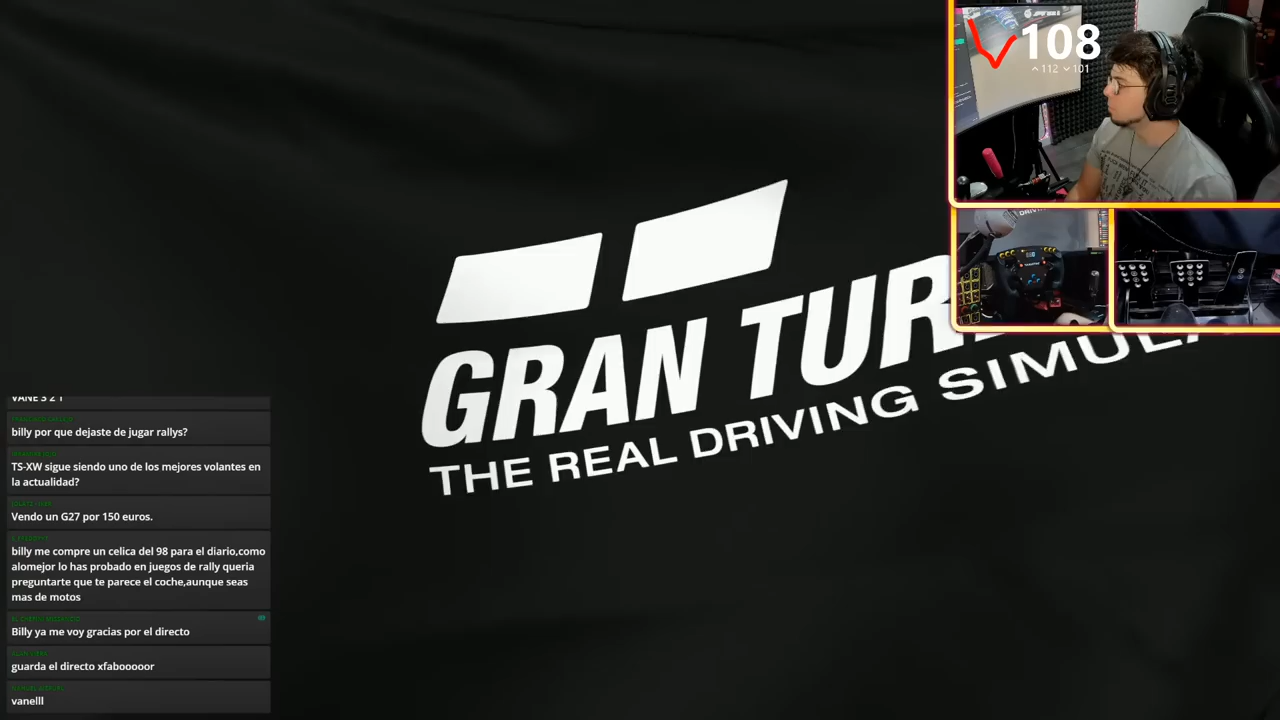 108
112 101
GRAN TUR
THE REAL DRIVING SIMULA
VANE 3 2 1
billy por que dejaste de jugar rallys?
TS-XW sigue siendo uno de los mejores volantes en
la actualidad?
Vendo un G27 por 150 euros.
billy me compre un celica del 98 para el diario,como
alomejor lo has probado en juegos de rally queria
preguntarte que te parece el coche,aunque seas
mas de motos
Billy ya me voy gracias por el directo
guarda el directo xfabooooor
vanelll